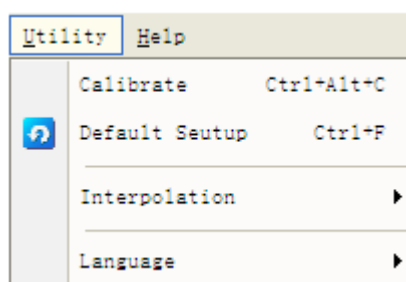 Utility Help
Calibrate Ctrl+Alt+C
Default Seutup Ctrl+F
Interpolation
Language